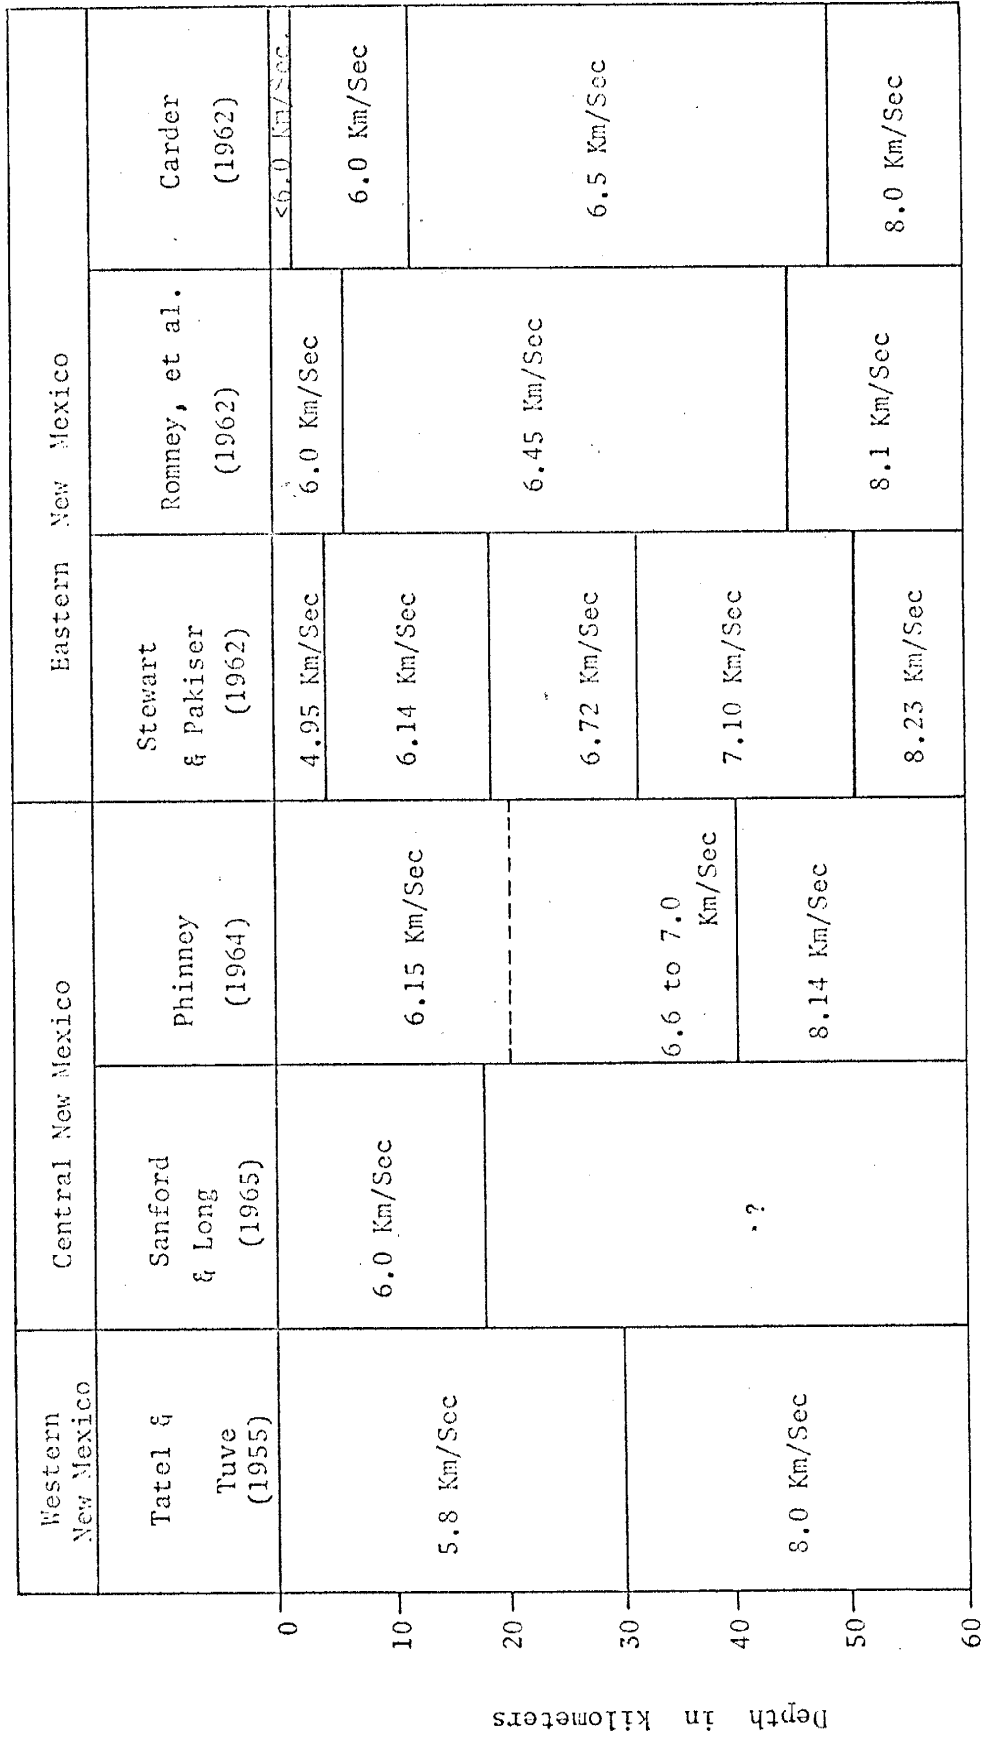 Western
New Mexico
Central New Mexico
Eastern New Mexico
Tatel &
Tuve
(1955)
Sanford
& Long
(1965)
Phinney
(1964)
Stewart
& Pakiser
(1962)
Romney, et al.
(1962)
Carder
(1962)
Depth in kilometers
0
10
20
30
40
50
60
5.8 Km/Sec
8.0 Km/Sec
6.0 Km/Sec
?
6.15 Km/Sec
6.6 to 7.0
Km/Sec
8.14 Km/Sec
4.95 Km/Sec
6.14 Km/Sec
6.72 Km/Sec
7.10 Km/Sec
8.23 Km/Sec
6.0 Km/Sec
6.45 Km/Sec
8.1 Km/Sec
<6.0 Km/Sec.
6.0 Km/Sec
6.5 Km/Sec
8.0 Km/Sec